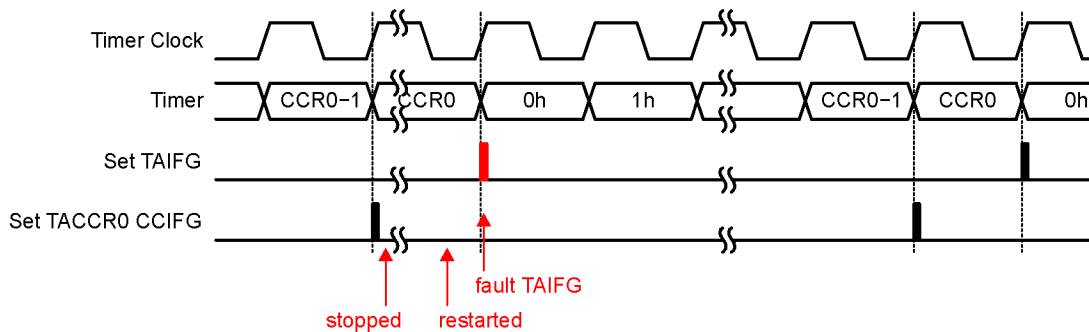 Timer Clock
Timer CCR0−1 CCR0 0h 1h CCR0−1 CCR0 0h
Set TAIFG
Set TACCR0 CCIFG
fault TAIFG
stopped restarted